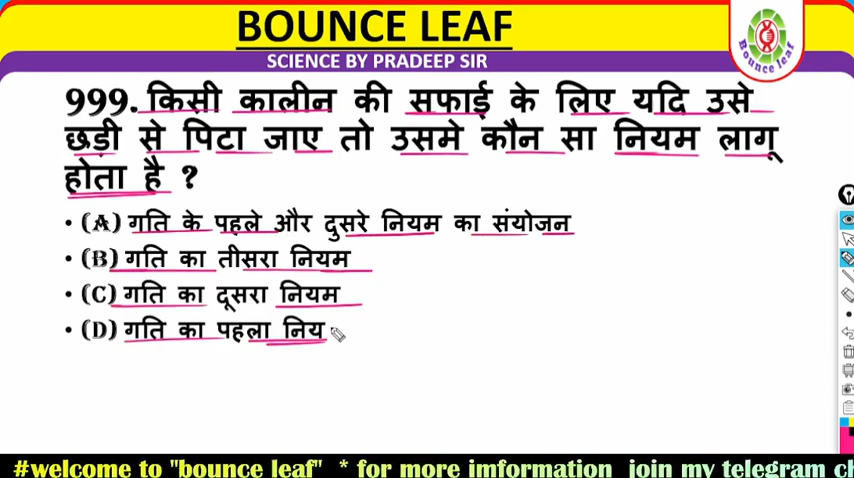 BOUNCE LEAF
SCIENCE BY PRADEEP SIR
Bounce leaf
999. किसी कालीन की सफाई के लिए यदि उसे
छड़ी से पिटा जाए तो उसमे कौन सा नियम लागू
होता है ?
• (A) गति के पहले और दुसरे नियम का संयोजन
• (B) गति का तीसरा नियम
• (C) गति का दूसरा नियम
• (D) गति का पहला निय
#welcome to "bounce leaf" * for more imformation join my telegram ch